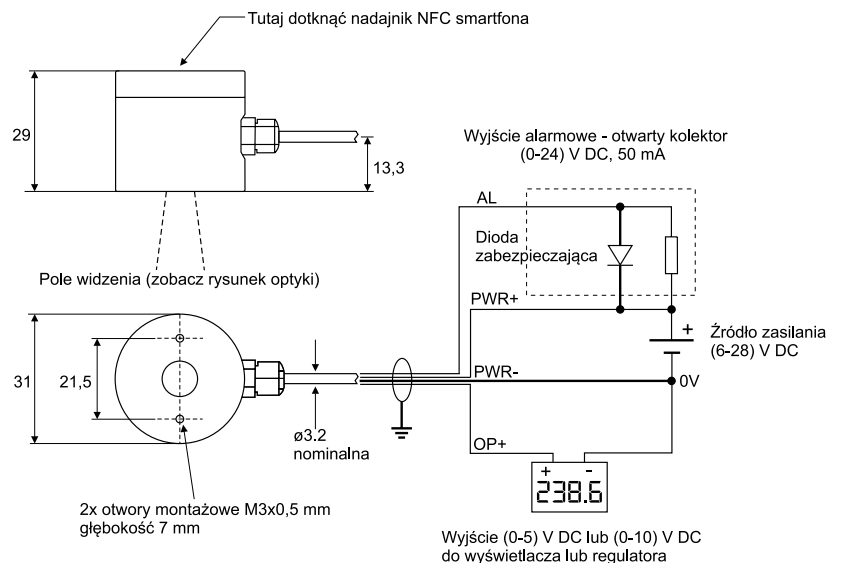 Tutaj dotknąć nadajnik NFC smartfona
29
13,3
Wyjście alarmowe - otwarty kolektor
(0-24) V DC, 50 mA
AL
Dioda
zabezpieczająca
Pole widzenia (zobacz rysunek optyki)
PWR+
+
Źródło zasilania
(6-28) V DC
31
21,5
PWR-
0V
ø3.2
nominalna
OP+
+ -
238.6
2x otwory montażowe M3x0,5 mm
głębokość 7 mm
Wyjście (0-5) V DC lub (0-10) V DC
do wyświetlacza lub regulatora